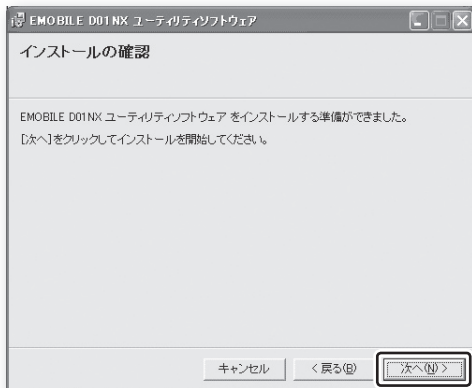 EMOBILE D01NX ユーティリティソフトウェア
インストールの確認
EMOBILE D01NX ユーティリティソフトウェア をインストールする準備ができました。
[次へ]をクリックしてインストールを開始してください。
キャンセル
< 戻る(B)
次へ(N) >